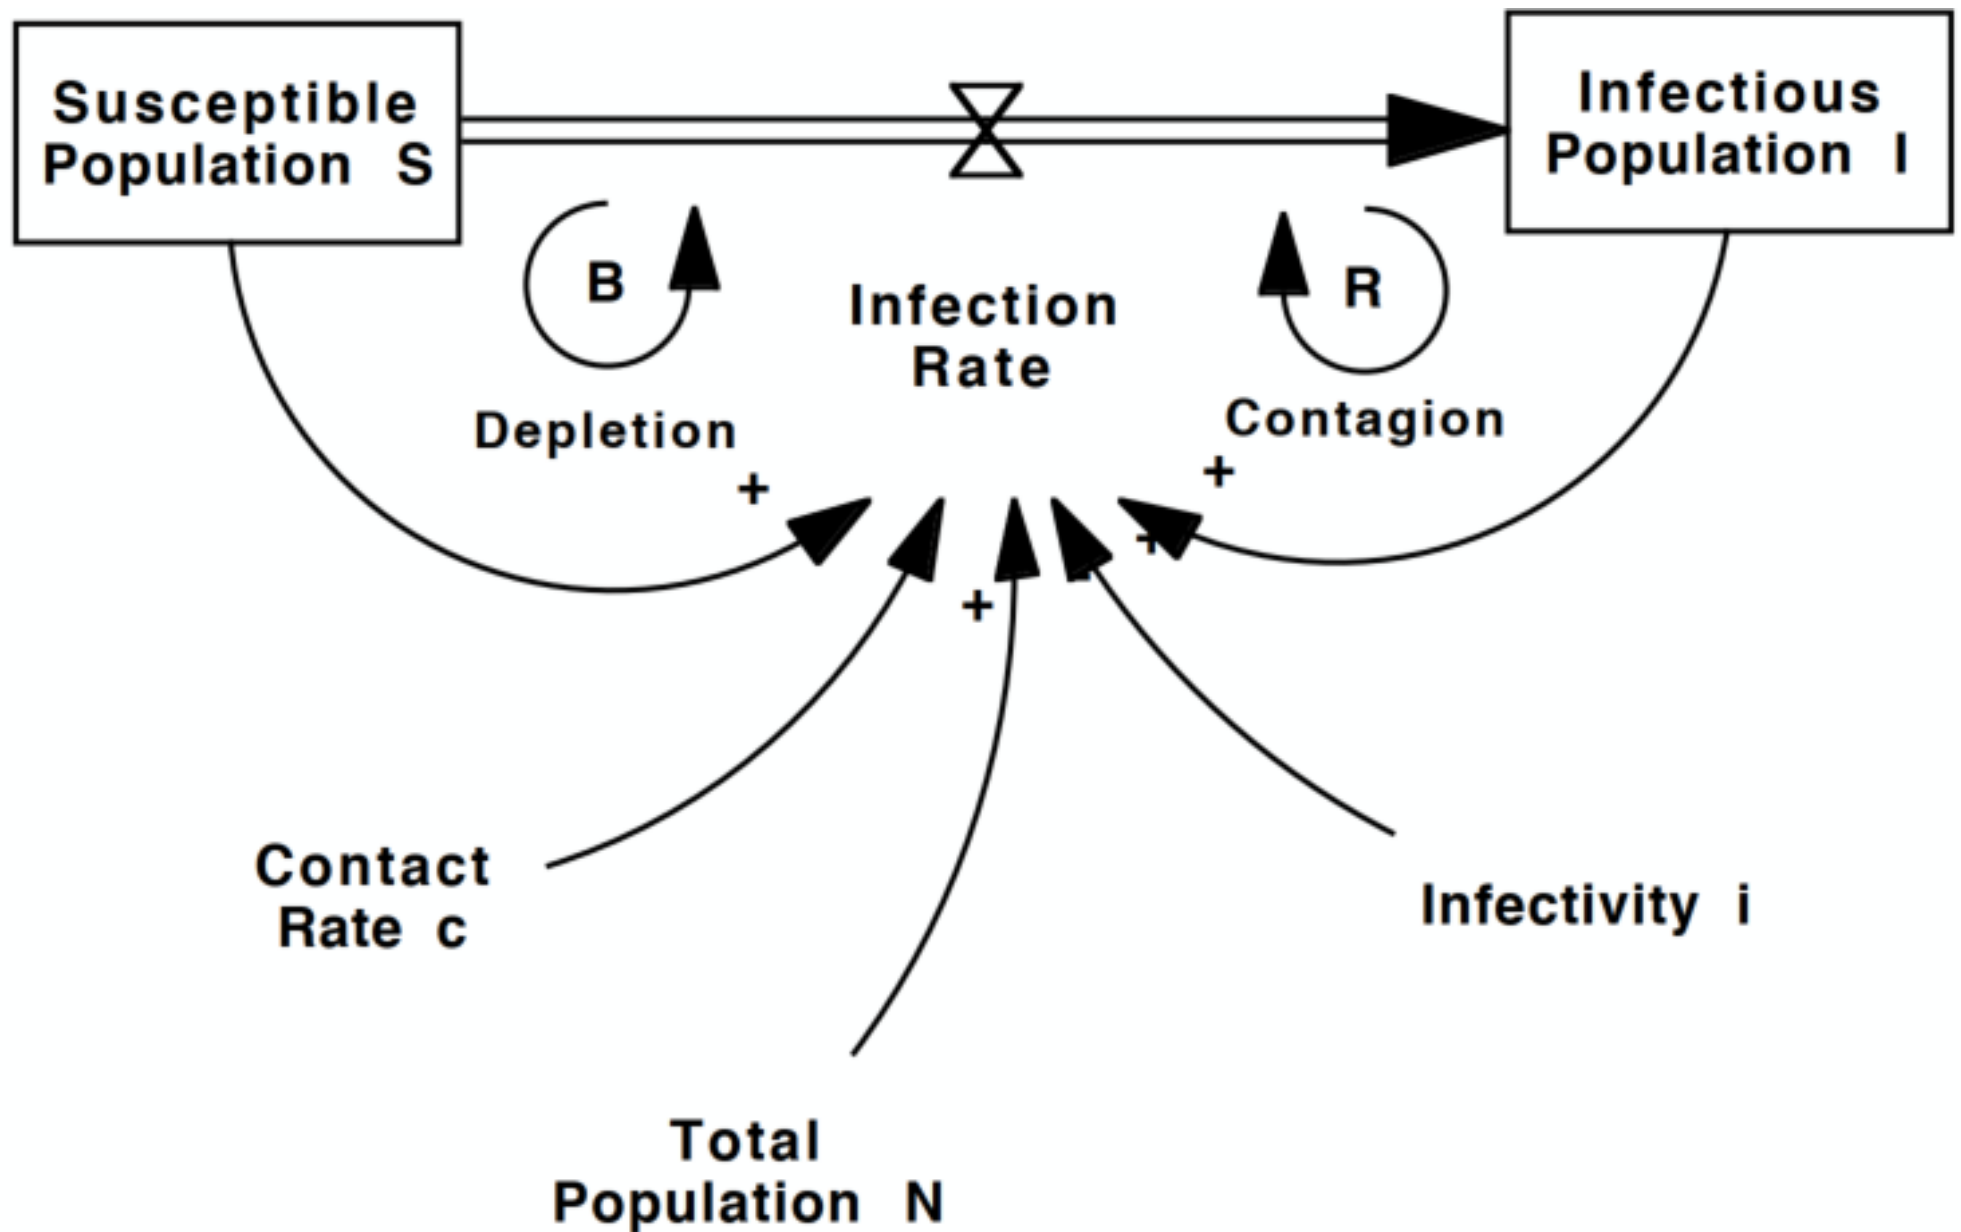 Susceptible
Population S
Infectious
Population I
B
R
Infection
Rate
Depletion
Contagion
+
+
+
-
+
Contact
Rate c
Infectivity i
Total
Population N